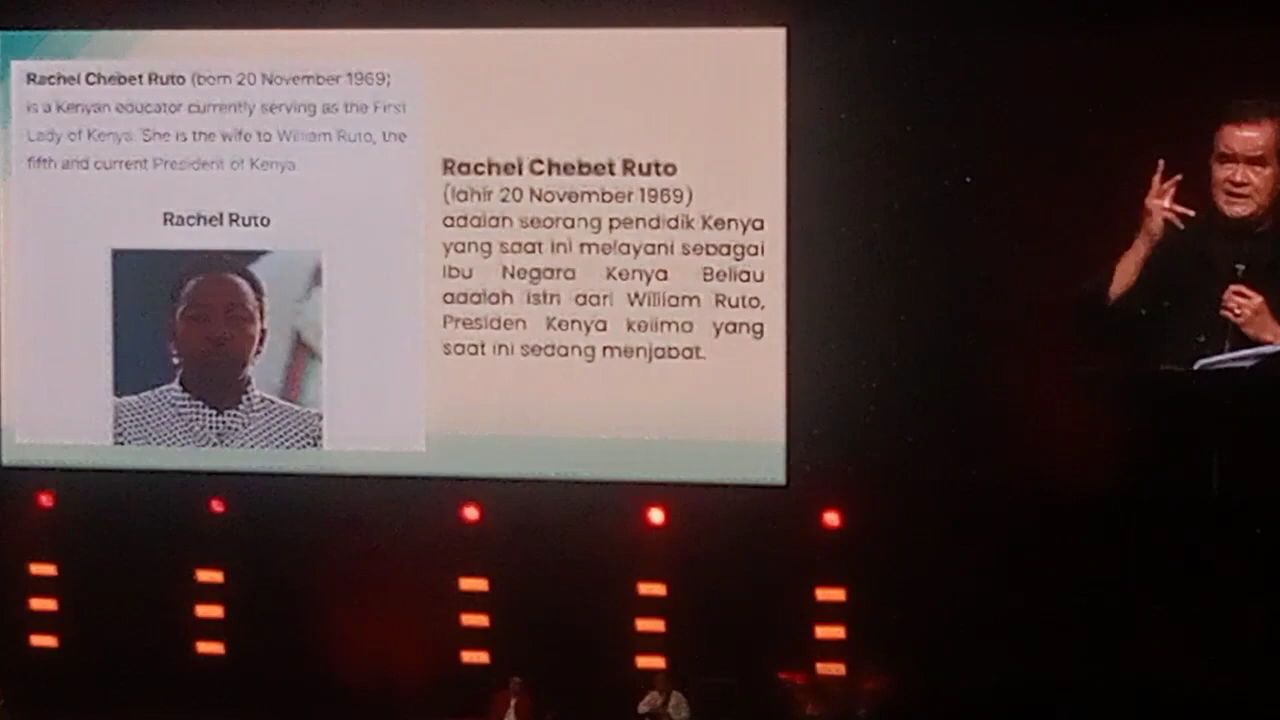 Rachel Chebet Ruto (born 20 November 1969)
is a Kenyan educator currently serving as the First
Lady of Kenya. She is the wife to William Ruto, the
fifth and current President of Kenya.
Rachel Ruto
Rachel Chebet Ruto
(lahir 20 November 1969)
adalah seorang pendidik Kenya
yang saat ini melayani sebagai
Ibu Negara Kenya Beliau
adalah istri dari William Ruto,
Presiden Kenya kelima yang
saat ini sedang menjabat.